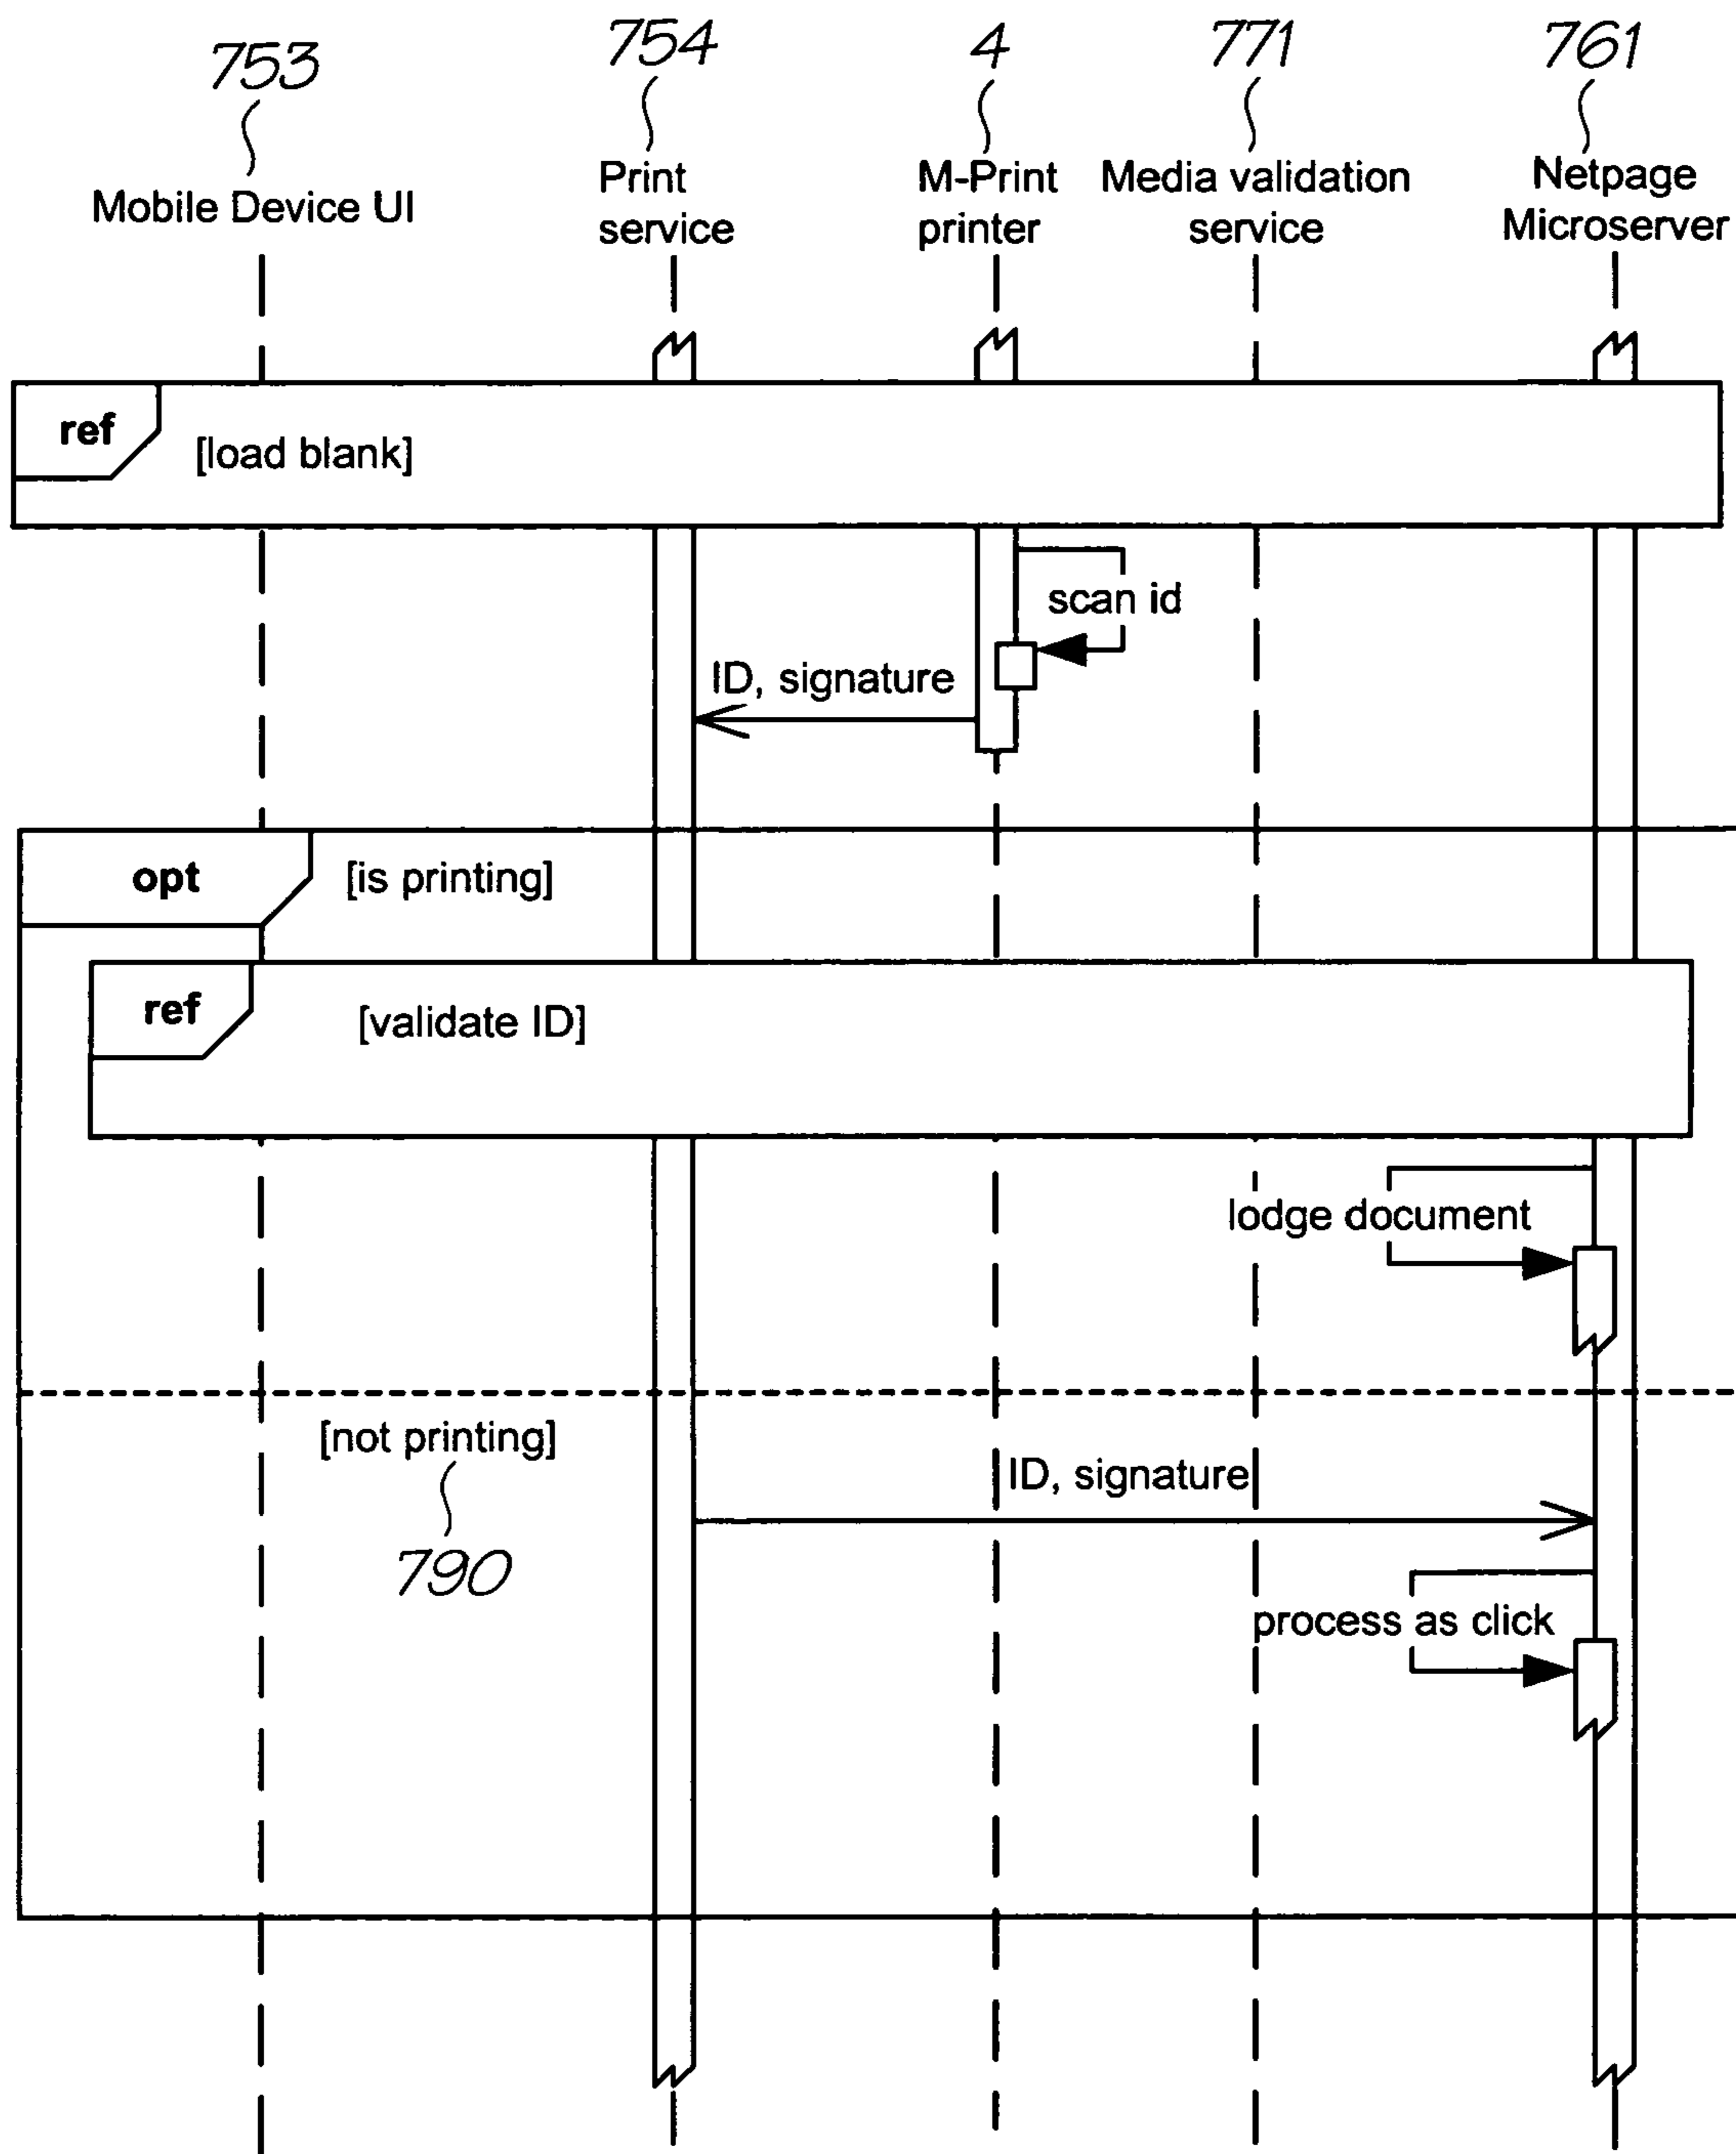 753
754
4
771
761
Mobile Device UI
Print
service
M-Print
printer
Media validation
service
Netpage
Microserver
ref
[load blank]
scan id
ID, signature
opt
[is printing]
ref
[validate ID]
lodge document
[not printing]
790
ID, signature
process as click